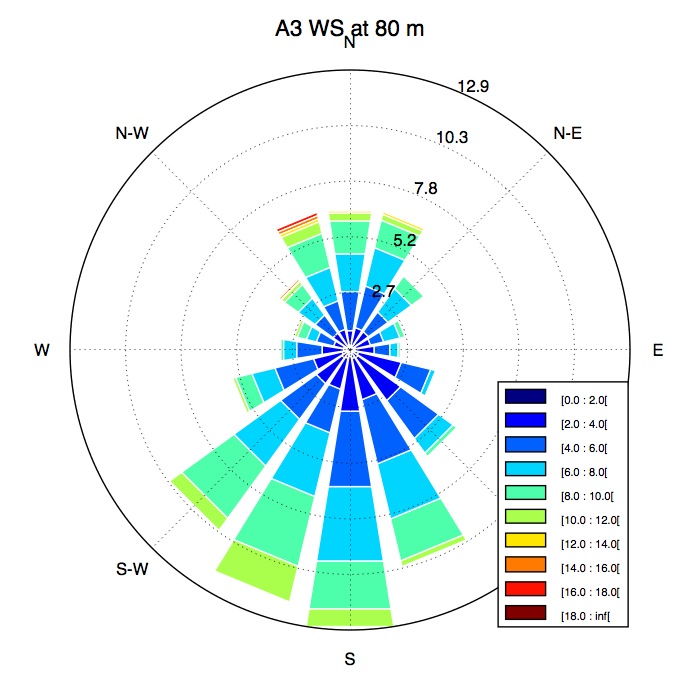 A3 WS at 80 m
N
12.9
N-W
10.3
N-E
7.8
5.2
2.7
W
E
[0.0 : 2.0[
[2.0 : 4.0[
[4.0 : 6.0[
[6.0 : 8.0[
[8.0 : 10.0[
[10.0 : 12.0[
[12.0 : 14.0[
[14.0 : 16.0[
[16.0 : 18.0[
[18.0 : inf[
S-W
S